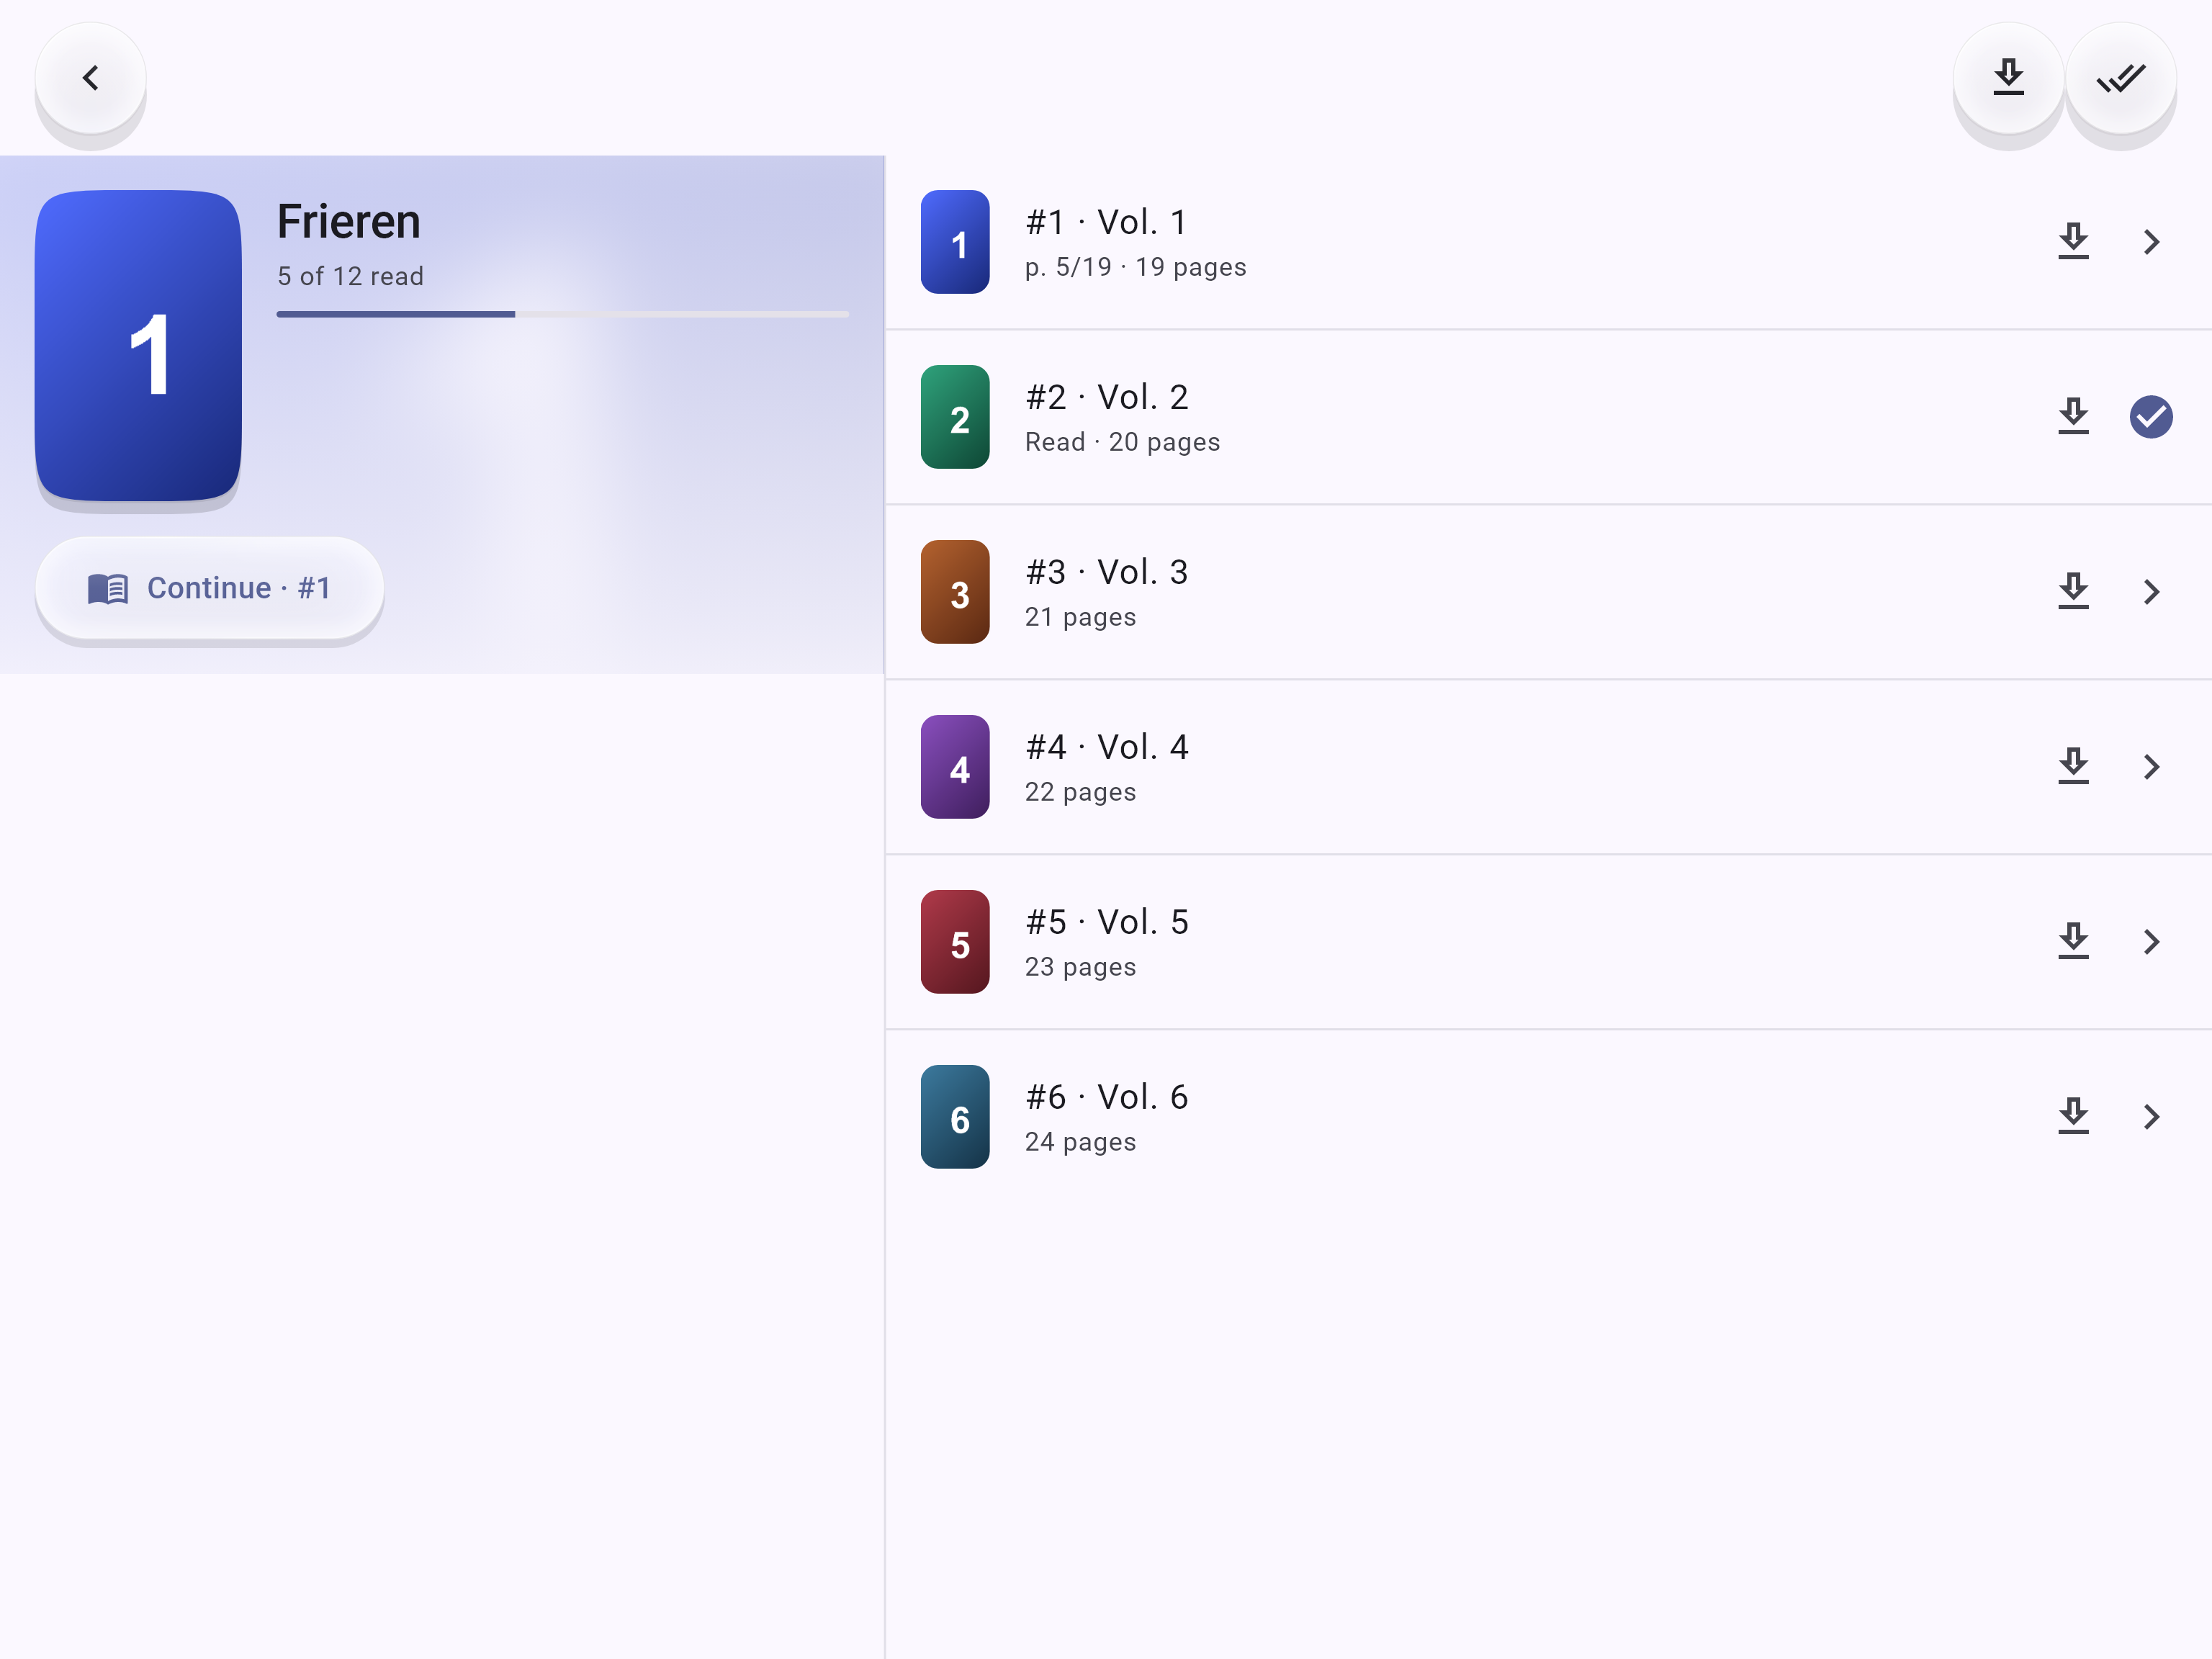 1
Frieren
5 of 12 read
Continue · #1
1
#1 · Vol. 1
p. 5/19 · 19 pages
2
#2 · Vol. 2
Read · 20 pages
3
#3 · Vol. 3
21 pages
4
#4 · Vol. 4
22 pages
5
#5 · Vol. 5
23 pages
6
#6 · Vol. 6
24 pages